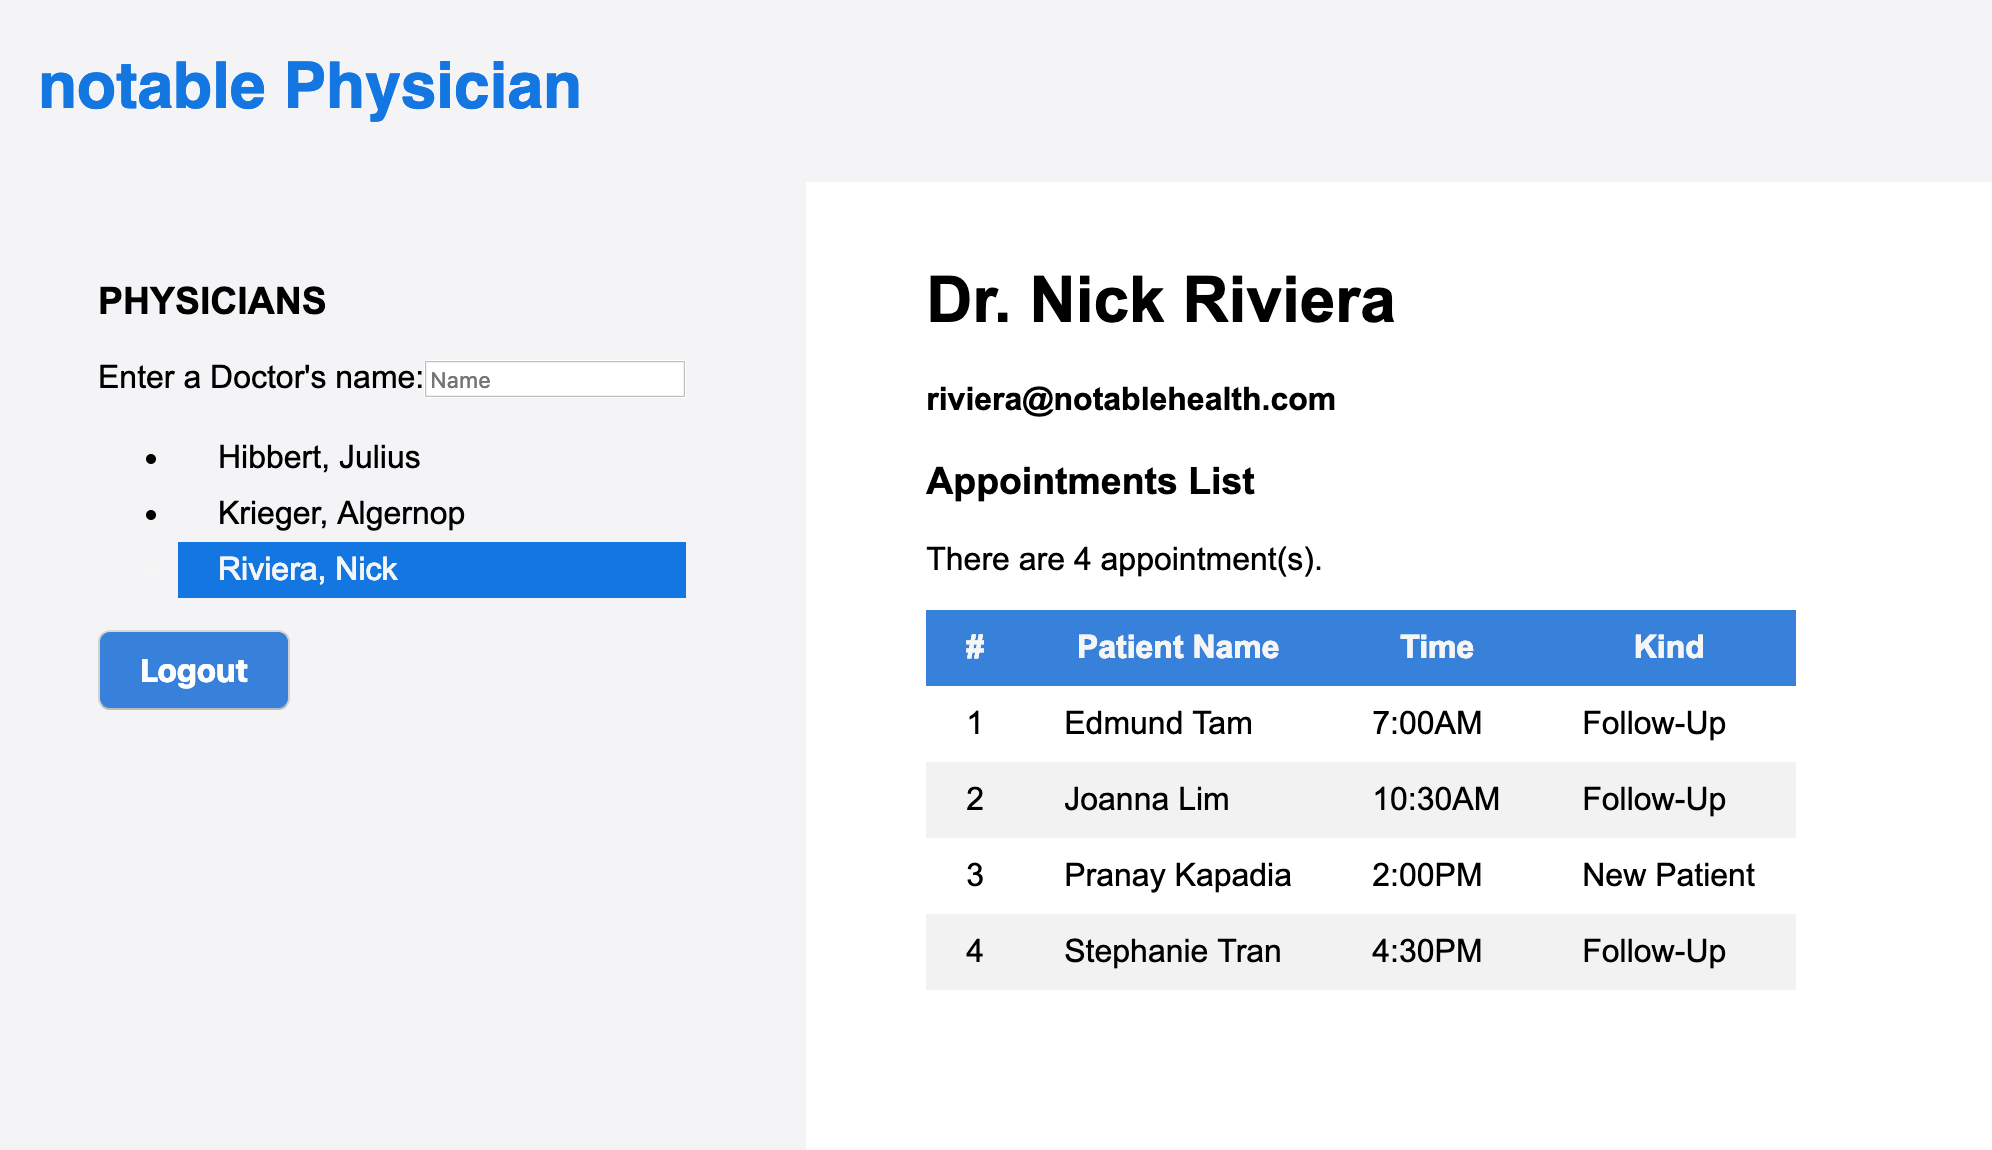 notable Physician
PHYSICIANS
Enter a Doctor's name: Name
• Hibbert, Julius
• Krieger, Algernop
Riviera, Nick
Logout
Dr. Nick Riviera
riviera@notablehealth.com
Appointments List
There are 4 appointment(s).
# Patient Name Time Kind
1 Edmund Tam 7:00AM Follow-Up
2 Joanna Lim 10:30AM Follow-Up
3 Pranay Kapadia 2:00PM New Patient
4 Stephanie Tran 4:30PM Follow-Up